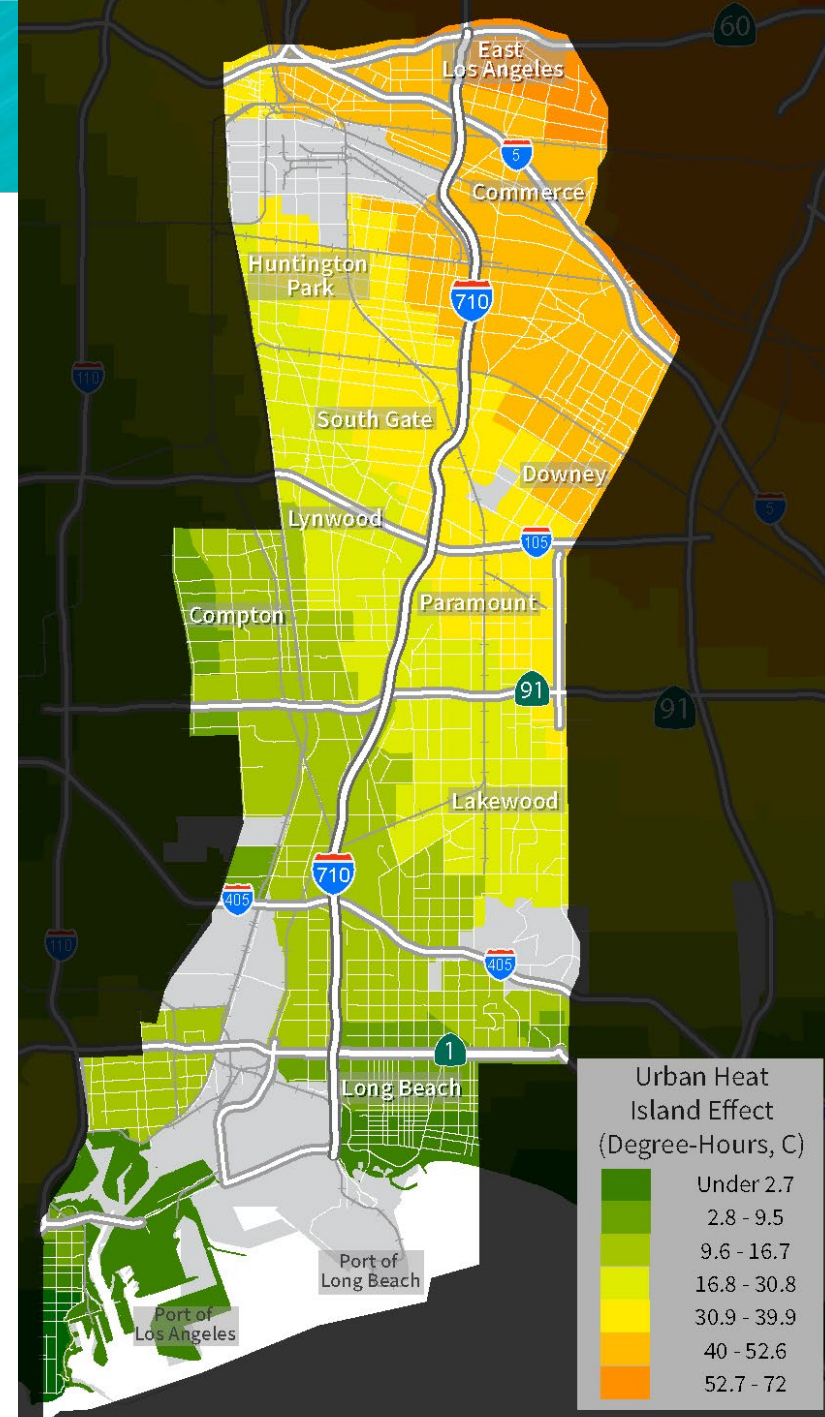 60
East
Los Angeles
5
Commerce
Huntington
Park
710
110
South Gate
Downey
5
Lynwood
105
Compton
Paramount
91
91
Lakewood
710
405
110
405
1
Long Beach
Port of
Long Beach
Port of
Los Angeles
Urban Heat
Island Effect
(Degree-Hours, C)
Under 2.7
2.8 - 9.5
9.6 - 16.7
16.8 - 30.8
30.9 - 39.9
40 - 52.6
52.7 - 72